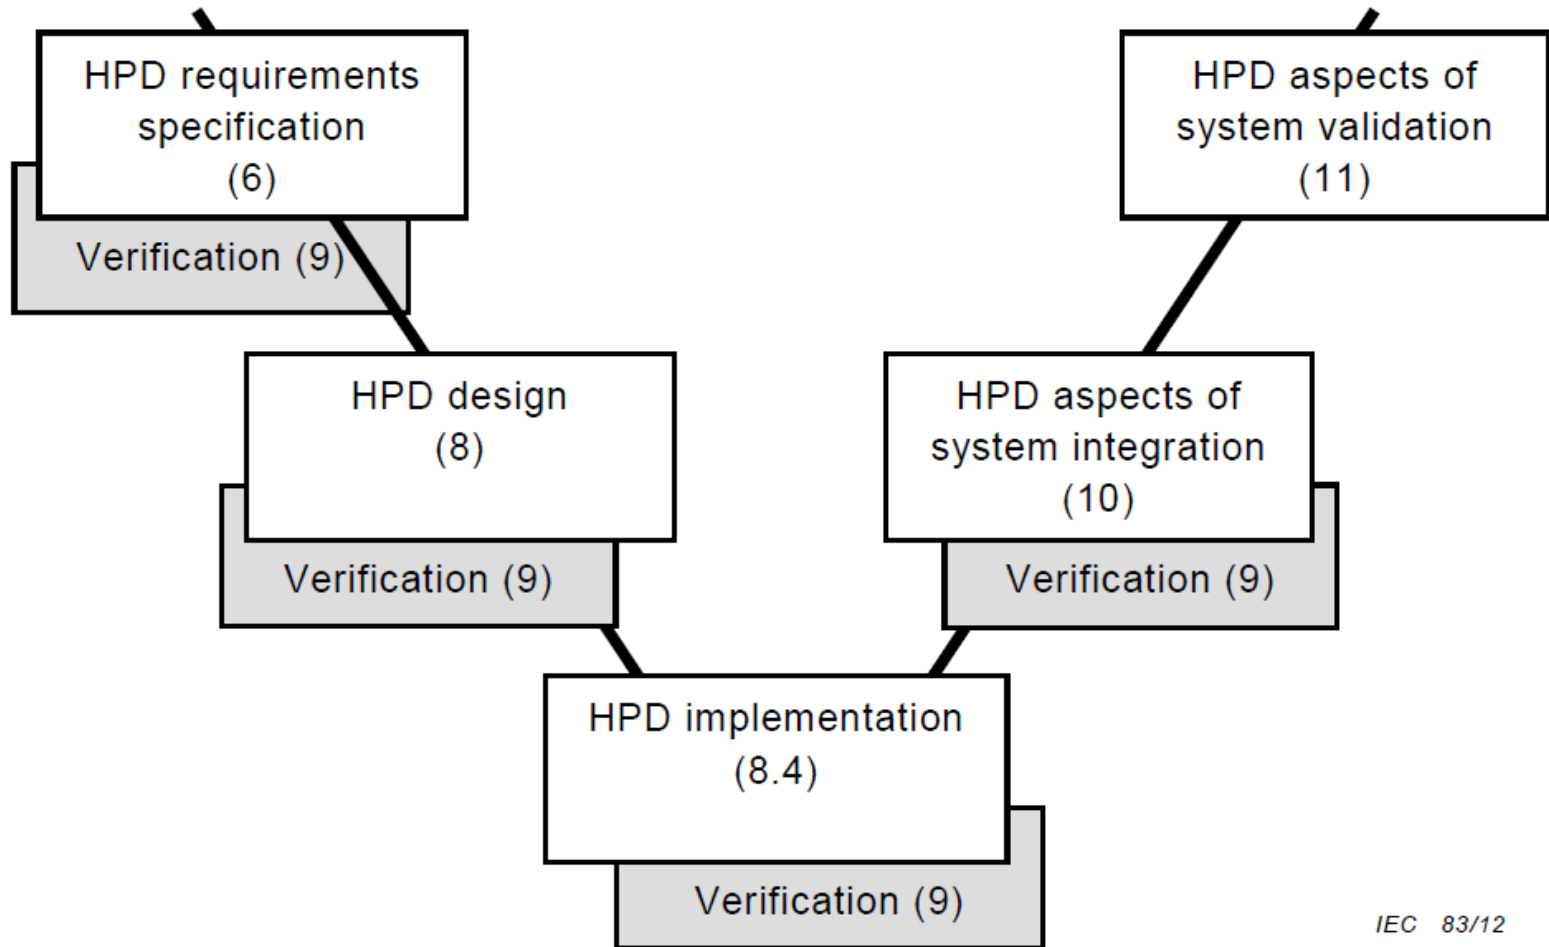 HPD requirements
specification
(6)
Verification (9)
HPD aspects of
system validation
(11)
HPD design
(8)
Verification (9)
HPD aspects of
system integration
(10)
Verification (9)
HPD implementation
(8.4)
Verification (9)
IEC 83/12